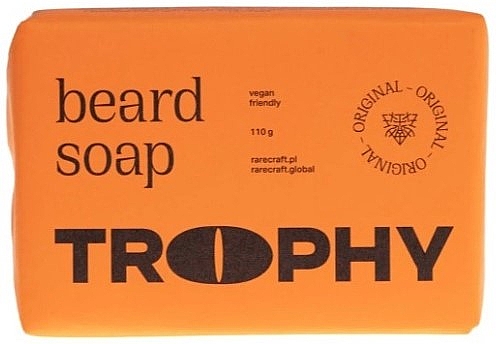 beard
soap
vegan
friendly
110 g
rarecraft.pl
rarecraft.global
ORIGINAL - ORIGINAL - ORIGINAL -
TROPHY